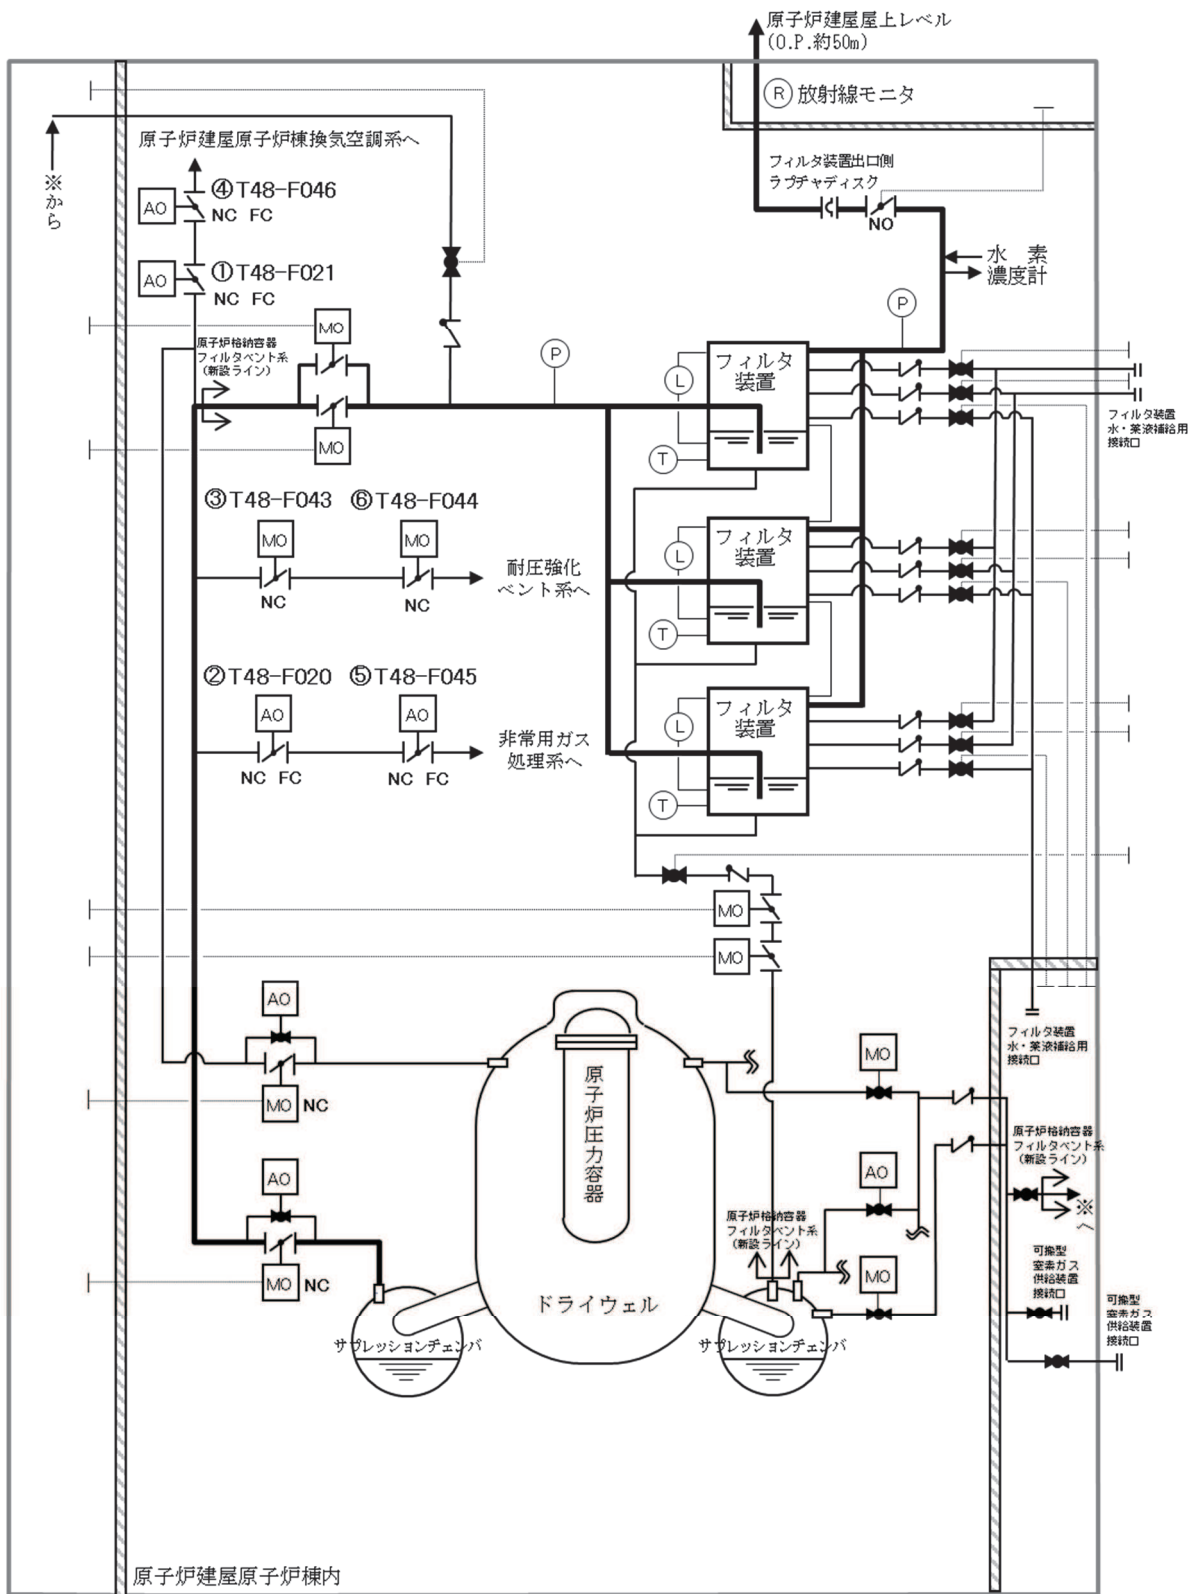 原子炉建屋屋上レベル
(O.P.約50m)
R 放射線モニタ
原子炉建屋原子炉棟換気空調系へ
※から
フィルタ装置出口側
ラプチャディスク
AO
④T48-F046
NC FC
NO
AO
①T48-F021
NC FC
水 素
濃度計
P
MO
原子炉格納容器
フィルタベント系
(新設ライン)
P
MO
フィルタ
装置
L
T
フィルタ装置
水・薬液補給用
接続口
③T48-F043
⑥T48-F044
MO
MO
NC
NC
耐圧強化
ベント系へ
フィルタ
装置
L
T
②T48-F020
⑤T48-F045
AO
AO
NC FC
NC FC
非常用ガス
処理系へ
フィルタ
装置
L
T
MO
MO
AO
MO NC
原子炉圧力容器
MO
フィルタ装置
水・薬液補給用
接続口
原子炉格納容器
フィルタベント系
(新設ライン)
※へ
AO
AO
MO NC
原子炉格納容器
フィルタベント系
(新設ライン)
MO
可搬型
窒素ガス
供給装置
接続口
可搬型
窒素ガス
供給装置
接続口
ドライウェル
サプレッションチェンバ
サプレッションチェンバ
原子炉建屋原子炉棟内